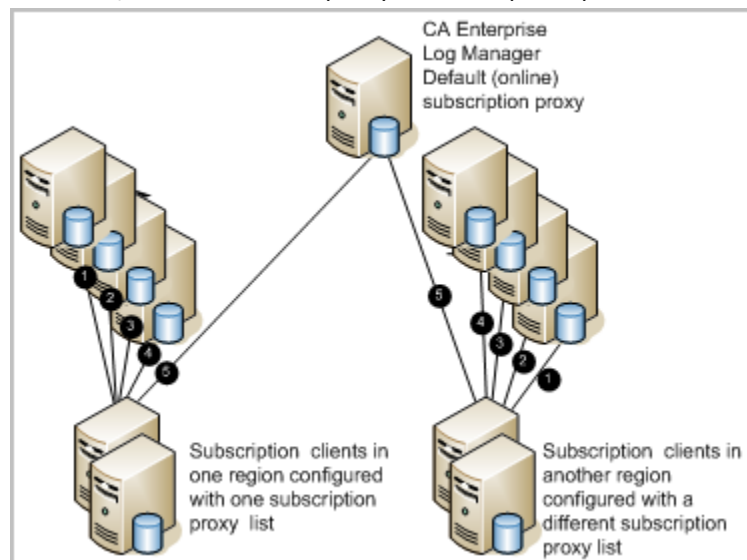 CA Enterprise
Log Manager
Default (online)
subscription proxy
1
2
3
4
5
5
4
3
2
1
Subscription clients in
one region configured
with one subscription
proxy list
Subscription clients in
another region
configured with a
different subscription
proxy list